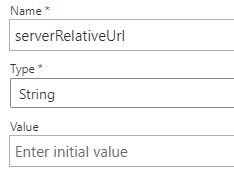 Name *
serverRelativeUrl
Type *
String
Value
Enter initial value